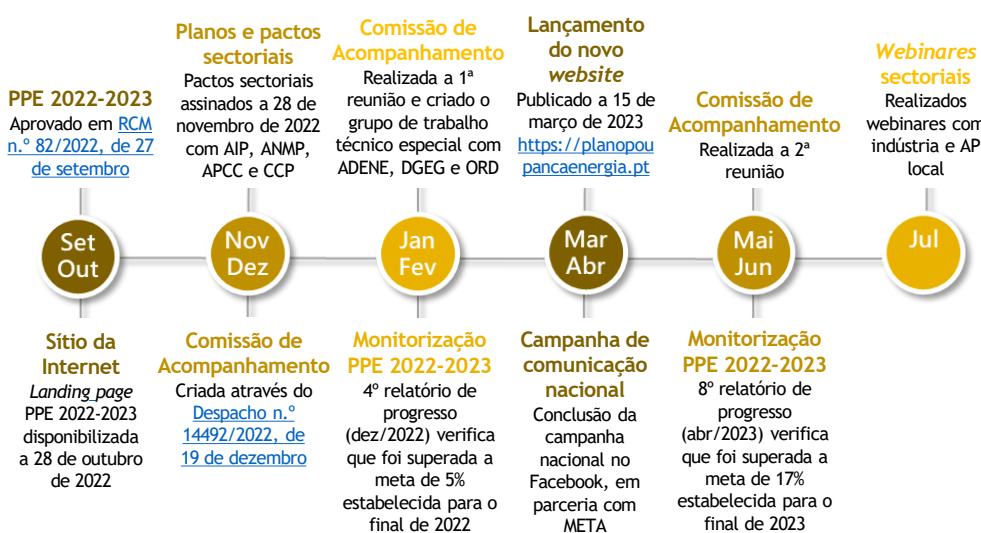 PPE 2022-2023
Aprovado em RCM
n.º 82/2022, de 27
de setembro
Planos e pactos
sectoriais
Pactos sectoriais
assinados a 28 de
novembro de 2022
com AIP, ANMP,
APCC e CCP
Comissão de
Acompanhamento
Realizada a 1ª
reunião e criado o
grupo de trabalho
técnico especial com
ADENE, DGEG e ORD
Lançamento
do novo
website
Publicado a 15 de
março de 2023
https://planopou
pancaenergia.pt
Comissão de
Acompanhamento
Realizada a 2ª
reunião
Webinares
sectoriais
Realizados
webinares com
indústria e AP
local
Set
Out
Nov
Dez
Jan
Fev
Mar
Abr
Mai
Jun
Jul
Sítio da
Internet
Landing page
PPE 2022-2023
disponibilizada
a 28 de outubro
de 2022
Comissão de
Acompanhamento
Criada através do
Despacho n.º
14492/2022, de
19 de dezembro
Monitorização
PPE 2022-2023
4º relatório de
progresso
(dez/2022) verifica
que foi superada a
meta de 5%
estabelecida para o
final de 2022
Campanha de
comunicação
nacional
Conclusão da
campanha
nacional no
Facebook, em
parceria com
META
Monitorização
PPE 2022-2023
8º relatório de
progresso
(abr/2023) verifica
que foi superada a
meta de 17%
estabelecida para o
final de 2023